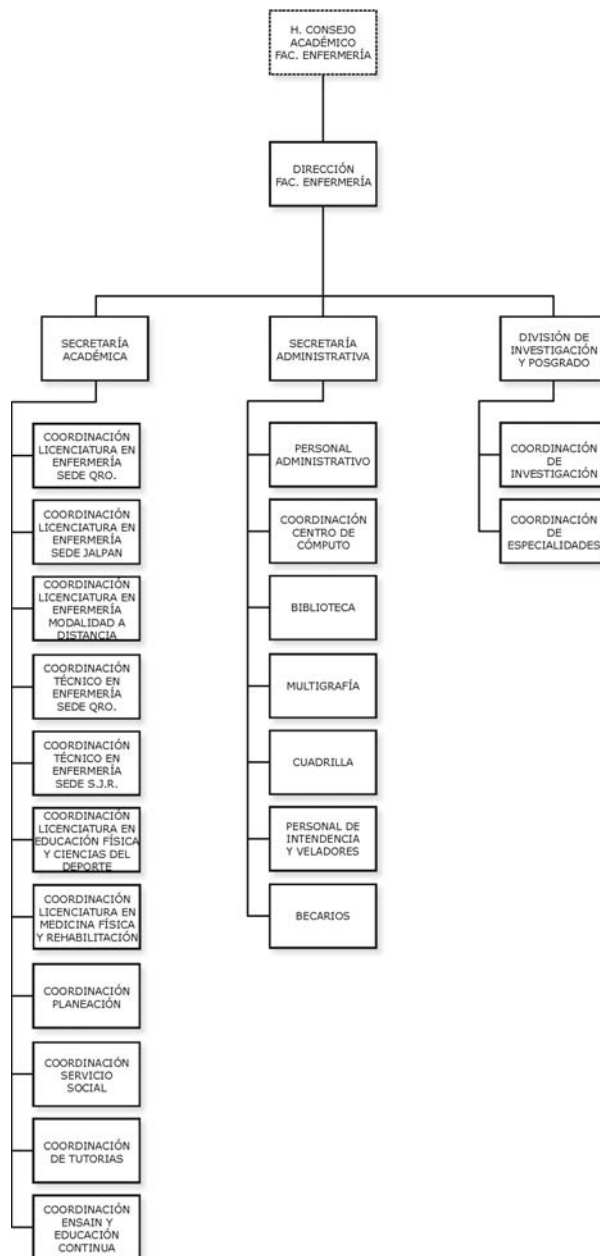 H. CONSEJO
ACADÉMICO
FAC. ENFERMERÍA
DIRECCIÓN
FAC. ENFERMERÍA
SECRETARÍA
ACADÉMICA
COORDINACIÓN
LICENCIATURA EN
ENFERMERÍA
SEDE QRO.
COORDINACIÓN
LICENCIATURA EN
ENFERMERÍA
SEDE JALPAN
COORDINACIÓN
LICENCIATURA EN
ENFERMERÍA
MODALIDAD A
DISTANCIA
COORDINACIÓN
TÉCNICO EN
ENFERMERÍA
SEDE QRO.
COORDINACIÓN
TÉCNICO EN
ENFERMERÍA
SEDE S.J.R.
COORDINACIÓN
LICENCIATURA EN
EDUCACIÓN FÍSICA
Y CIENCIAS DEL
DEPORTE
COORDINACIÓN
LICENCIATURA EN
MEDICINA FÍSICA
Y REHABILITACIÓN
COORDINACIÓN
PLANEACIÓN
COORDINACIÓN
SERVICIO
SOCIAL
COORDINACIÓN
DE TUTORIAS
COORDINACIÓN
ENSAIN Y
EDUCACIÓN
CONTINUA
SECRETARÍA
ADMINISTRATIVA
PERSONAL
ADMINISTRATIVO
COORDINACIÓN
CENTRO DE
CÓMPUTO
BIBLIOTECA
MULTIGRAFÍA
CUADRILLA
PERSONAL DE
INTENDENCIA
Y VELADORES
BECARIOS
DIVISIÓN DE
INVESTIGACIÓN
Y POSGRADO
COORDINACIÓN
DE
INVESTIGACIÓN
COORDINACIÓN
DE
ESPECIALIDADES